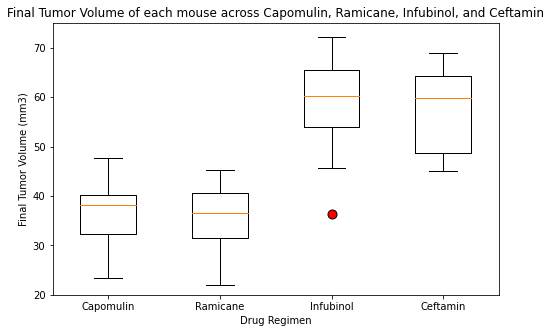 Final Tumor Volume of each mouse across Capomulin, Ramicane, Infubinol, and Ceftamin
70
60
50
40
30
20
Final Tumor Volume (mm3)
Capomulin Ramicane Infubinol Ceftamin
Drug Regimen